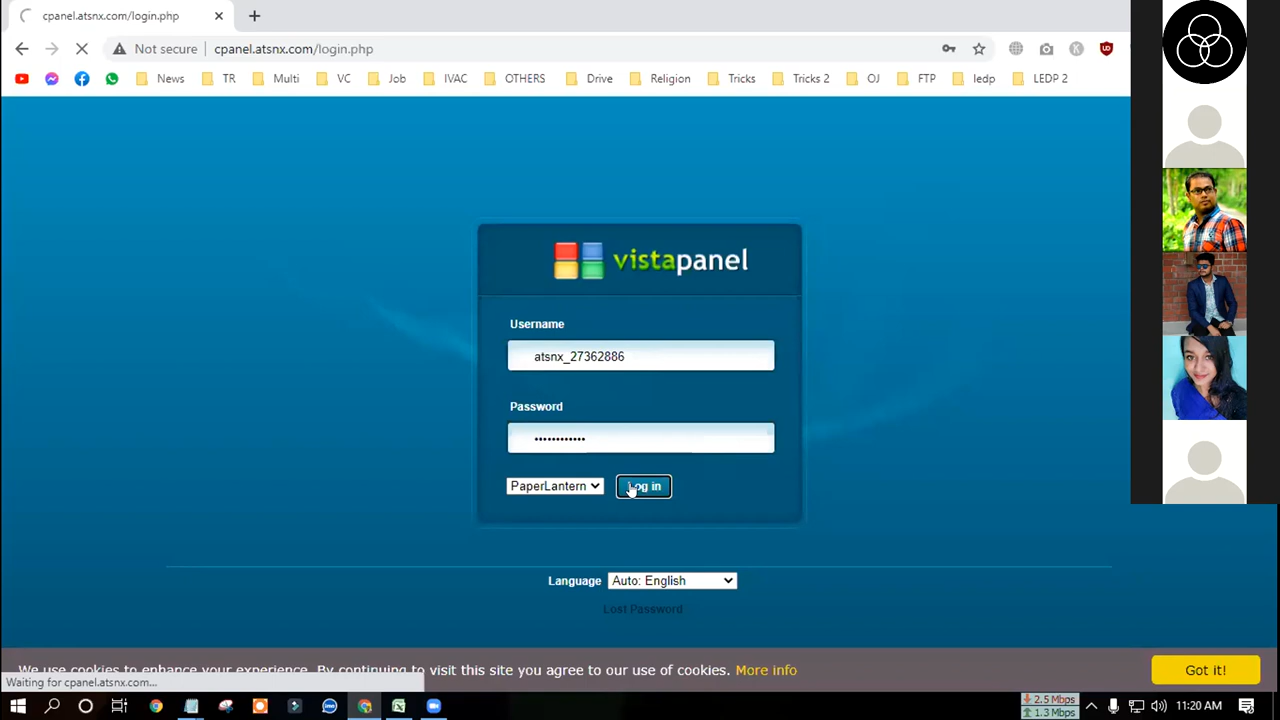 cpanel.atsnx.com/login.php
Not secure cpanel.atsnx.com/login.php
News TR Multi VC Job IVAC OTHERS Drive Religion Tricks Tricks 2 OJ FTP ledp LEDP 2
vistapanel
Username
atsnx_27362886
Password
••••••••••••
PaperLantern Log in
Language Auto: English
Lost Password
We use cookies to enhance your experience. By continuing to visit this site you agree to our use of cookies. More info Got it!
Waiting for cpanel.atsnx.com...
2.5 Mbps
1.3 Mbps
11:20 AM